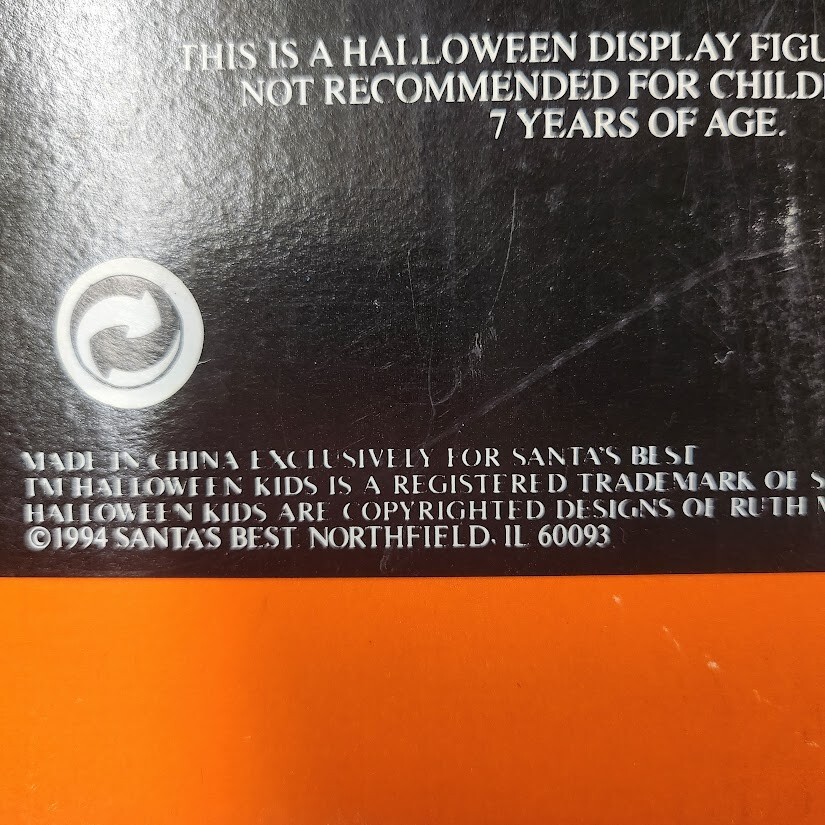 THIS IS A HALLOWEEN DISPLAY FIGU
NOT RECOMMENDED FOR CHILD
7 YEARS OF AGE.
MADE IN CHINA EXCLUSIVELY FOR SANTA'S BEST
TM HALLOWEEN KIDS IS A REGISTERED TRADEMARK OF S
HALLOWEEN KIDS ARE COPYRIGHTED DESIGNS OF RUTH
©1994 SANTA'S BEST. NORTHFIELD, IL 60093